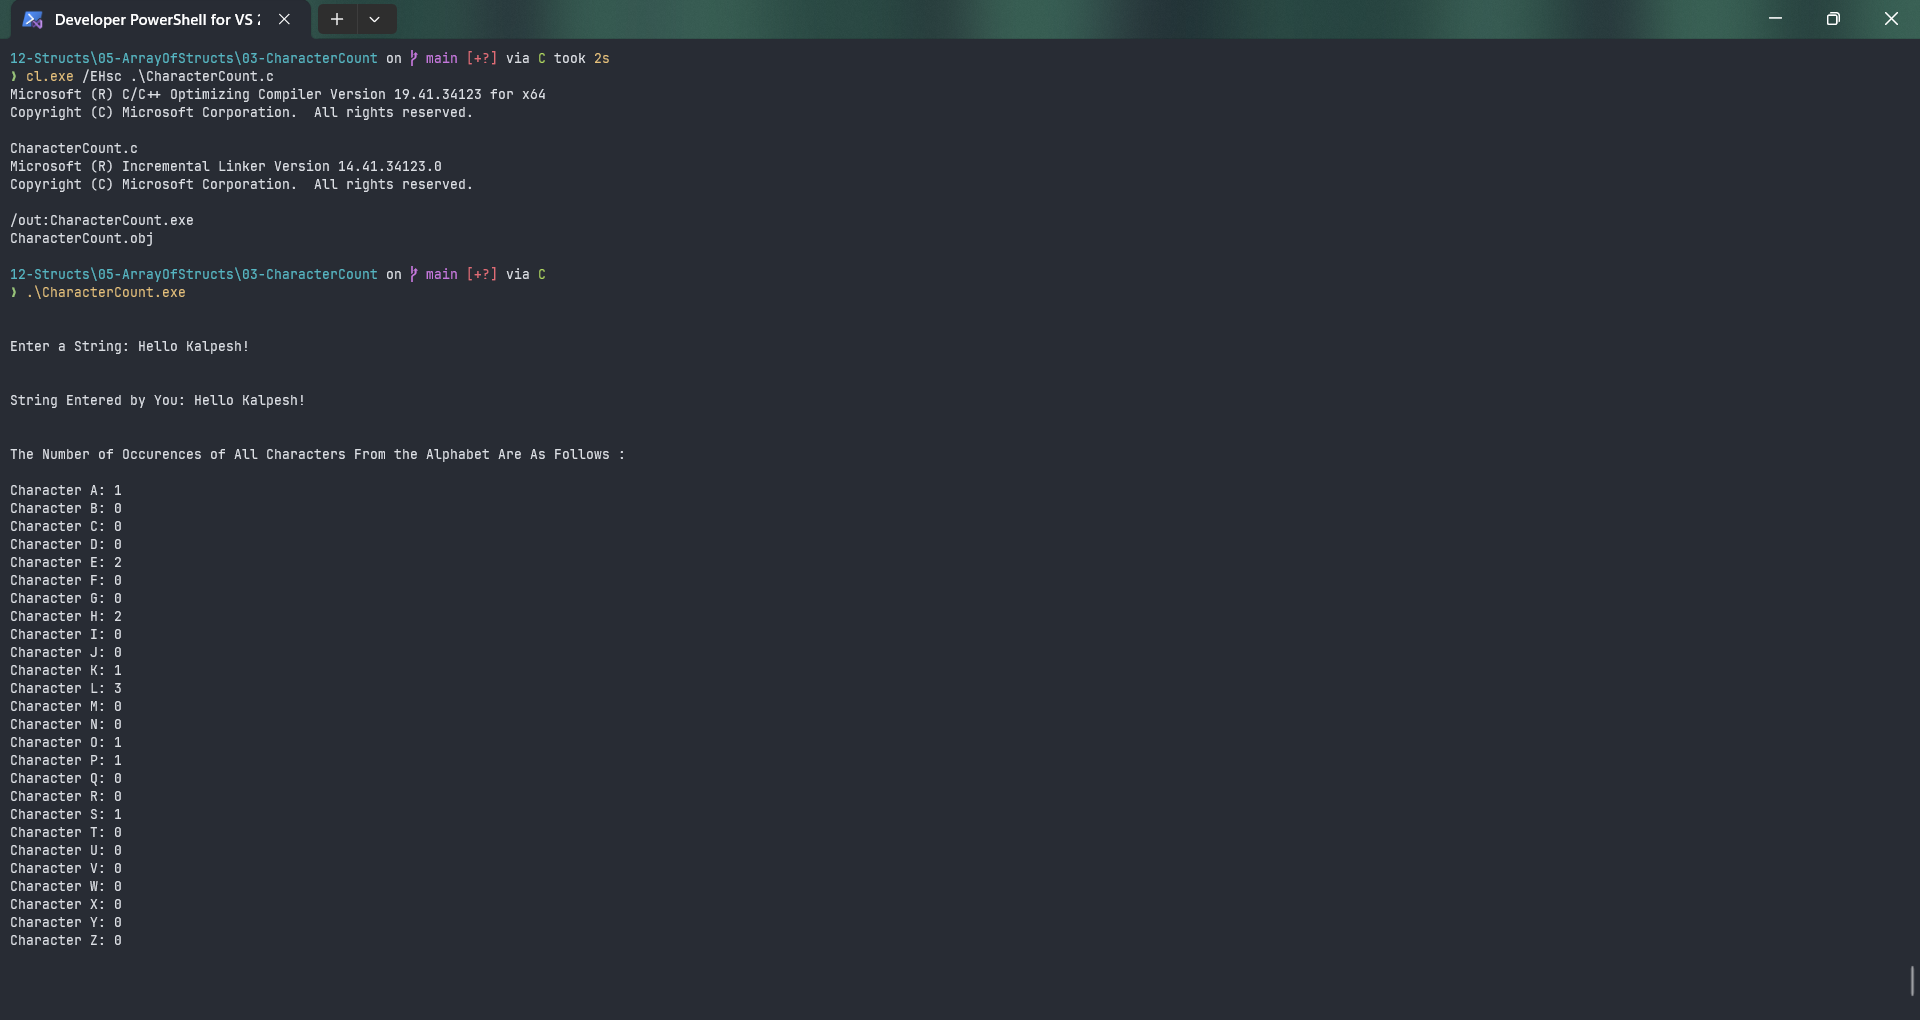 Developer PowerShell for VS 2
12-Structs\05-ArrayOfStructs\03-CharacterCount on main [+?] via C took 2s
❯ cl.exe /EHsc .\CharacterCount.c
Microsoft (R) C/C++ Optimizing Compiler Version 19.41.34123 for x64
Copyright (C) Microsoft Corporation.  All rights reserved.
CharacterCount.c
Microsoft (R) Incremental Linker Version 14.41.34123.0
Copyright (C) Microsoft Corporation.  All rights reserved.
/out:CharacterCount.exe
CharacterCount.obj
12-Structs\05-ArrayOfStructs\03-CharacterCount on main [+?] via C
❯ .\CharacterCount.exe
Enter a String: Hello Kalpesh!
String Entered by You: Hello Kalpesh!
The Number of Occurences of All Characters From the Alphabet Are As Follows :
Character A: 1
Character B: 0
Character C: 0
Character D: 0
Character E: 2
Character F: 0
Character G: 0
Character H: 2
Character I: 0
Character J: 0
Character K: 1
Character L: 3
Character M: 0
Character N: 0
Character O: 1
Character P: 1
Character Q: 0
Character R: 0
Character S: 1
Character T: 0
Character U: 0
Character V: 0
Character W: 0
Character X: 0
Character Y: 0
Character Z: 0